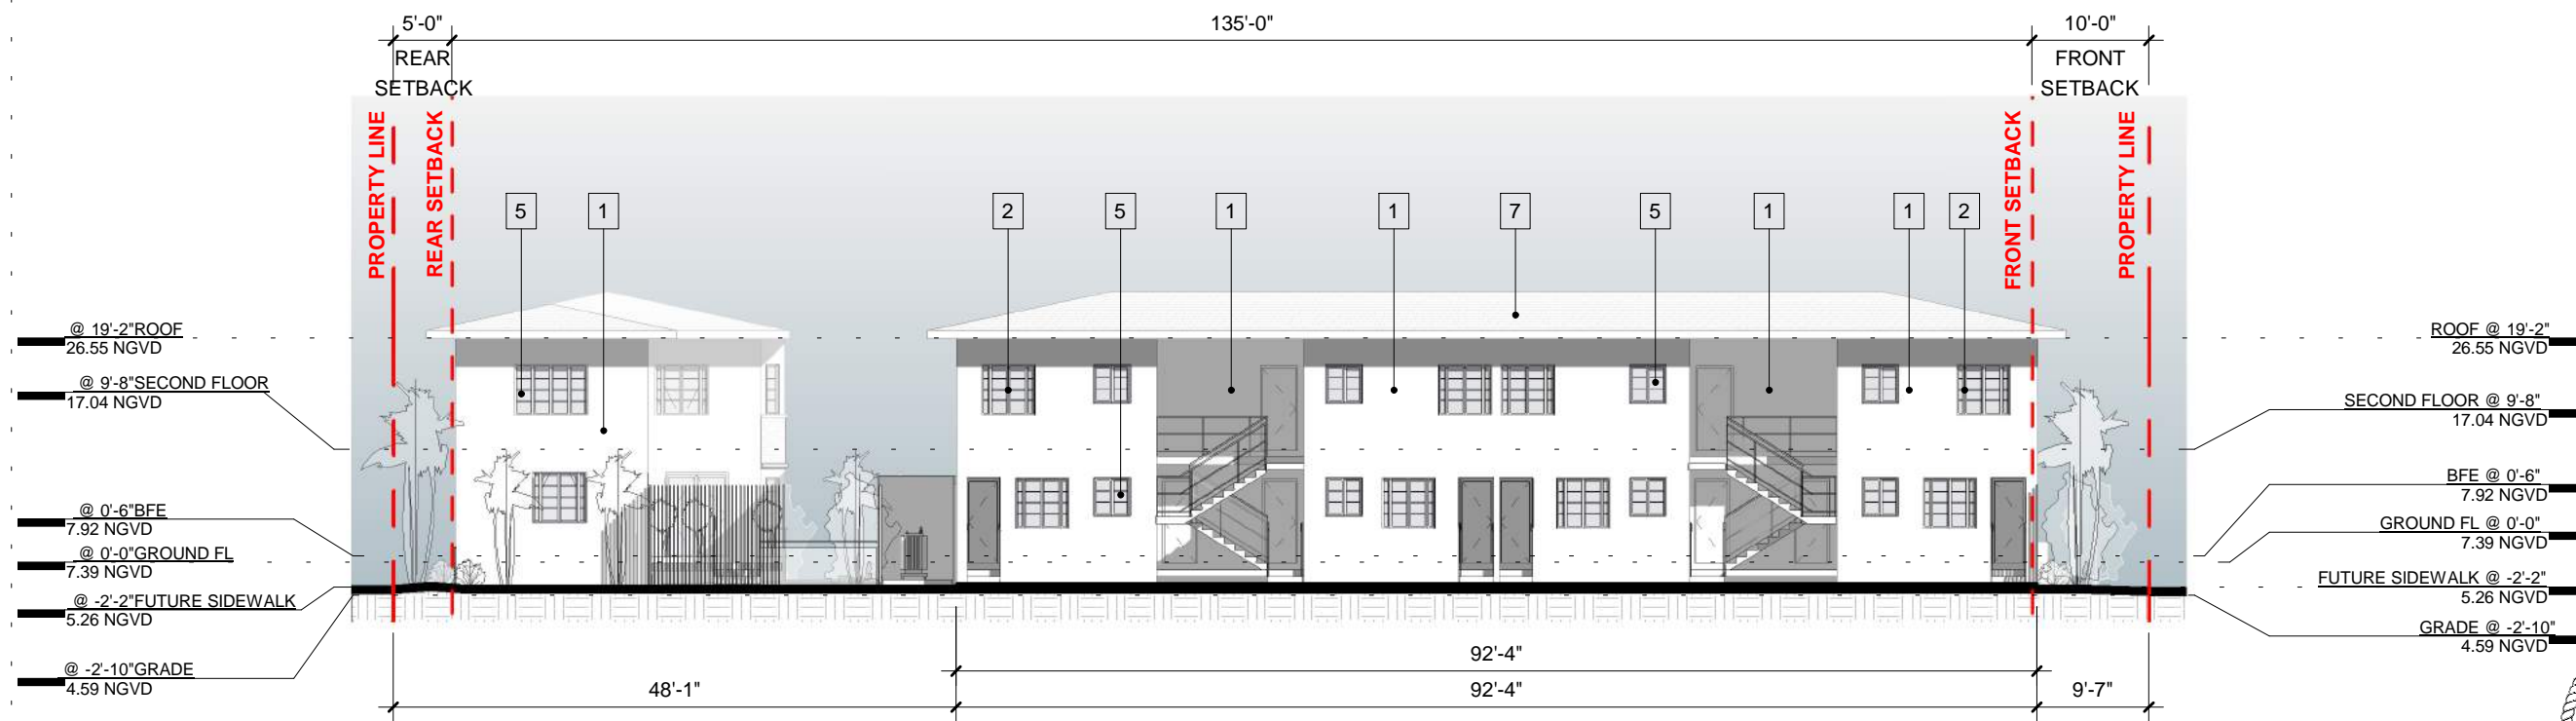 5'-0"
135'-0"
10'-0"
REAR
SETBACK
FRONT
SETBACK
PROPERTY LINE
REAR SETBACK
FRONT SETBACK
PROPERTY LINE
5
1
2
5
1
1
7
5
1
1
2
@ 19'-2"ROOF
26.55 NGVD
@ 9'-8"SECOND FLOOR
17.04 NGVD
@ 0'-6"BFE
7.92 NGVD
@ 0'-0"GROUND FL
7.39 NGVD
@ -2'-2"FUTURE SIDEWALK
5.26 NGVD
@ -2'-10"GRADE
4.59 NGVD
ROOF @ 19'-2"
26.55 NGVD
SECOND FLOOR @ 9'-8"
17.04 NGVD
BFE @ 0'-6"
7.92 NGVD
GROUND FL @ 0'-0"
7.39 NGVD
FUTURE SIDEWALK @ -2'-2"
5.26 NGVD
GRADE @ -2'-10"
4.59 NGVD
92'-4"
48'-1"
92'-4"
9'-7"